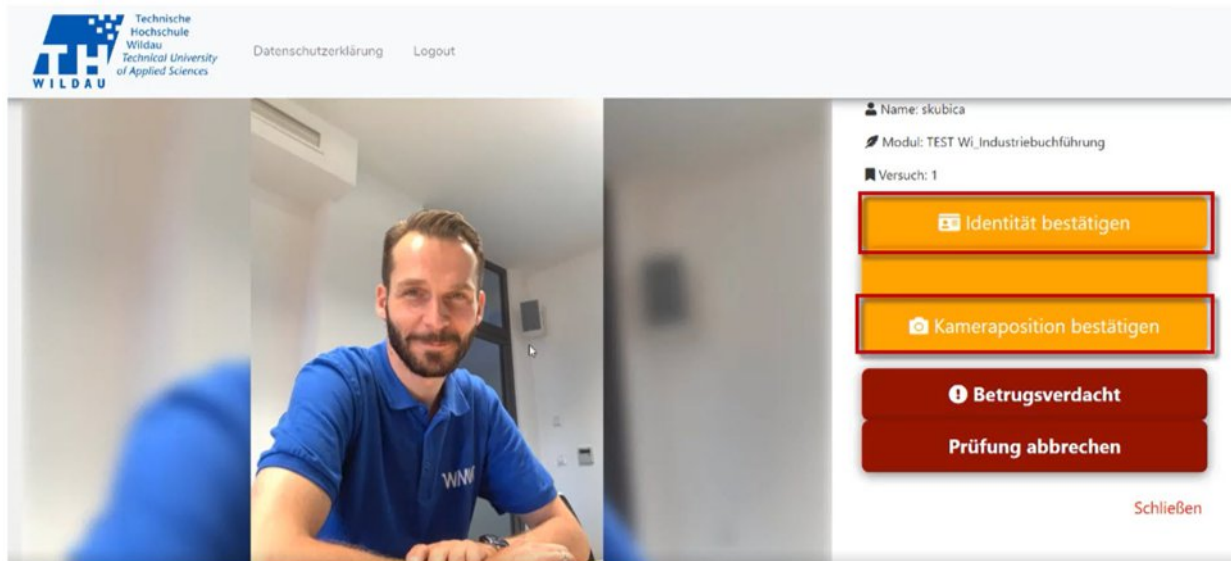 Technische
Hochschule
Wildau
Technical University
of Applied Sciences
TH
WILDAU
Datenschutzerklärung Logout
Name: skubica
Modul: TEST Wi_Industriebuchführung
Versuch: 1
Identität bestätigen
Kameraposition bestätigen
Betrugsverdacht
Prüfung abbrechen
Schließen